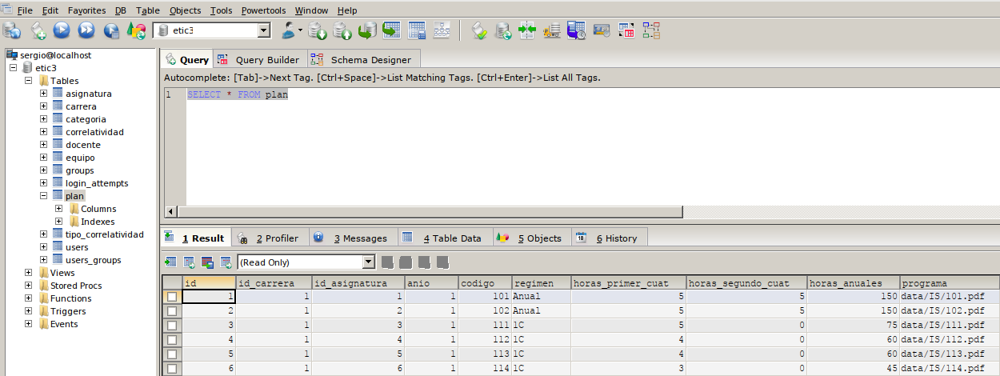 File Edit Favorites DB Table Objects Tools Powertools Window Help
etic3
sergio@localhost
etic3
Tables
asignatura
carrera
categoria
correlatividad
docente
equipo
groups
login_attempts
plan
Columns
Indexes
tipo_correlatividad
users
users_groups
Views
Stored Procs
Functions
Triggers
Events
Query Query Builder Schema Designer
Autocomplete: [Tab]->Next Tag. [Ctrl+Space]->List Matching Tags. [Ctrl+Enter]->List All Tags.
1 SELECT * FROM plan
1 Result 2 Profiler 3 Messages 4 Table Data 5 Objects 18 6 History
(Read Only)
id id_carrera id_asignatura anio codigo regimen horas_primer_cuat horas_segundo_cuat horas_anuales programa
1 1 1 1 101 Anual 5 5 150 data/IS/101.pdf
2 1 2 1 102 Anual 5 5 150 data/IS/102.pdf
3 1 3 1 111 1C 5 0 75 data/IS/111.pdf
4 1 4 1 112 1C 4 0 60 data/IS/112.pdf
5 1 5 1 113 1C 4 0 60 data/IS/113.pdf
6 1 6 1 114 1C 3 0 45 data/IS/114.pdf